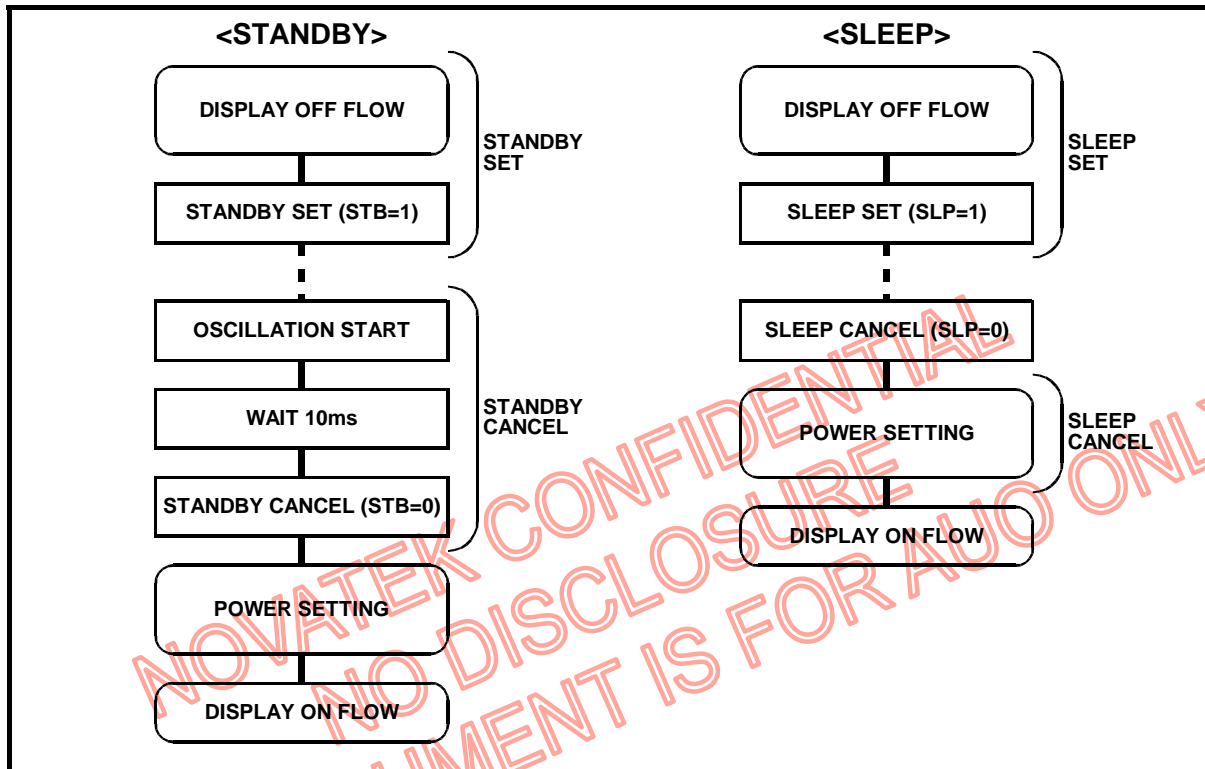 <STANDBY>
DISPLAY OFF FLOW
STANDBY SET (STB=1)
STANDBY
SET
OSCILLATION START
WAIT 10ms
STANDBY CANCEL (STB=0)
STANDBY
CANCEL
POWER SETTING
DISPLAY ON FLOW
<SLEEP>
DISPLAY OFF FLOW
SLEEP SET (SLP=1)
SLEEP
SET
SLEEP CANCEL (SLP=0)
POWER SETTING
SLEEP
CANCEL
DISPLAY ON FLOW
NOVATEK CONFIDENTIAL
NO DISCLOSURE
IS FOR AUO ONLY